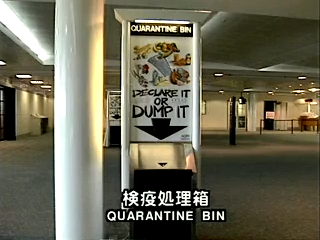 QUARANTINE BIN
DECLARE IT
OR
DUMP IT
検疫処理箱
QUARANTINE BIN